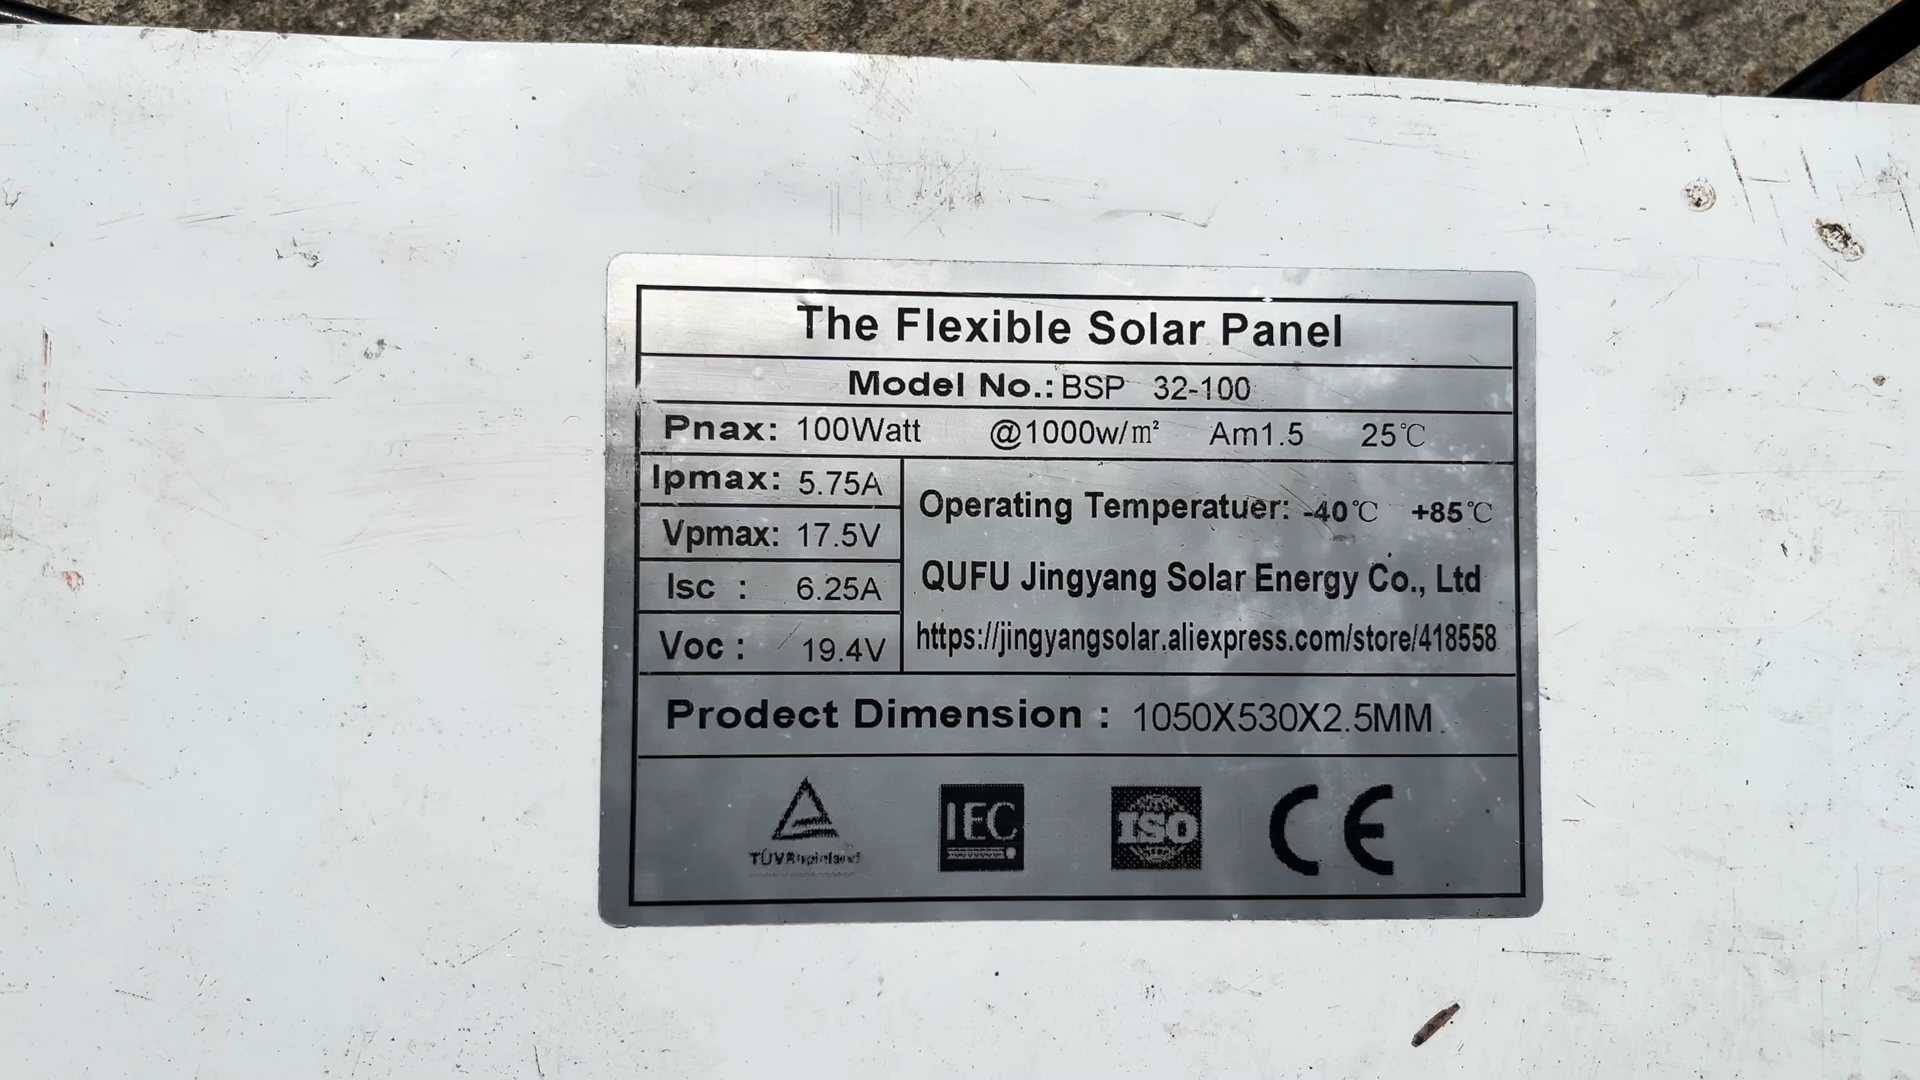 The Flexible Solar Panel
Model No.: BSP 32-100
Pnax: 100Watt @1000w/m² Am1.5 25℃
Ipmax: 5.75A
Vpmax: 17.5V
Isc : 6.25A
Voc : 19.4V
Operating Temperatuer: -40℃ +85℃
QUFU Jingyang Solar Energy Co., Ltd
https://jingyangsolar.aliexpress.com/store/418558
Prodect Dimension : 1050X530X2.5MM
TÜVRheinland
IEC
ISO
CE